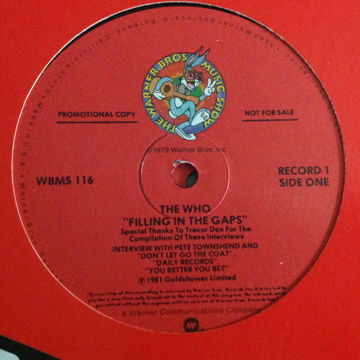 THE WARNER BROS. MUSIC SHOW
PROMOTIONAL COPY
NOT FOR SALE
©1979 Warner Bros. Inc.
WBMS 116
RECORD 1
SIDE ONE
THE WHO
"FILLING IN THE GAPS"
Special Thanks To Trevor Dan For The
Compilation Of These Interviews
INTERVIEW WITH PETE TOWNSHEND AND
"DON'T LET GO THE COAT",
"DAILY RECORDS"
"YOU BETTER YOU BET"
℗ 1981 Goldshower Limited
a Warner Communications Company